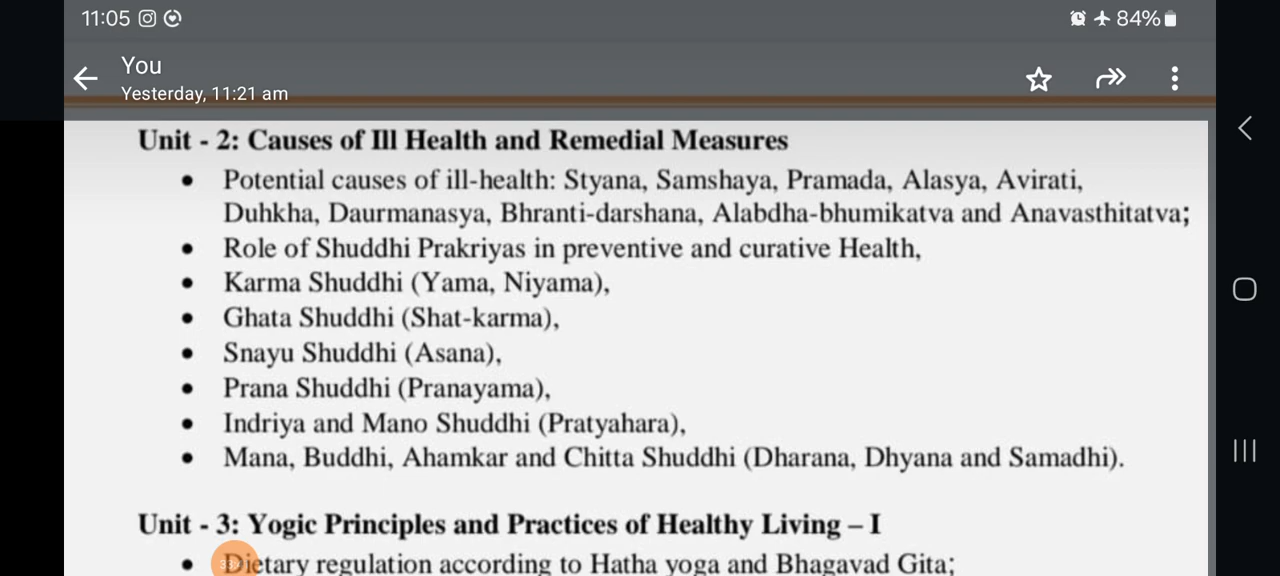 11:05 84%
You
Yesterday, 11:21 am
Unit - 2: Causes of Ill Health and Remedial Measures
• Potential causes of ill-health: Styana, Samshaya, Pramada, Alasya, Avirati,
Duhkha, Daurmanasya, Bhranti-darshana, Alabdha-bhumikatva and Anavasthitatva;
• Role of Shuddhi Prakriyas in preventive and curative Health,
• Karma Shuddhi (Yama, Niyama),
• Ghata Shuddhi (Shat-karma),
• Snayu Shuddhi (Asana),
• Prana Shuddhi (Pranayama),
• Indriya and Mano Shuddhi (Pratyahara),
• Mana, Buddhi, Ahamkar and Chitta Shuddhi (Dharana, Dhyana and Samadhi).
Unit - 3: Yogic Principles and Practices of Healthy Living – I
• Dietary regulation according to Hatha yoga and Bhagavad Gita;